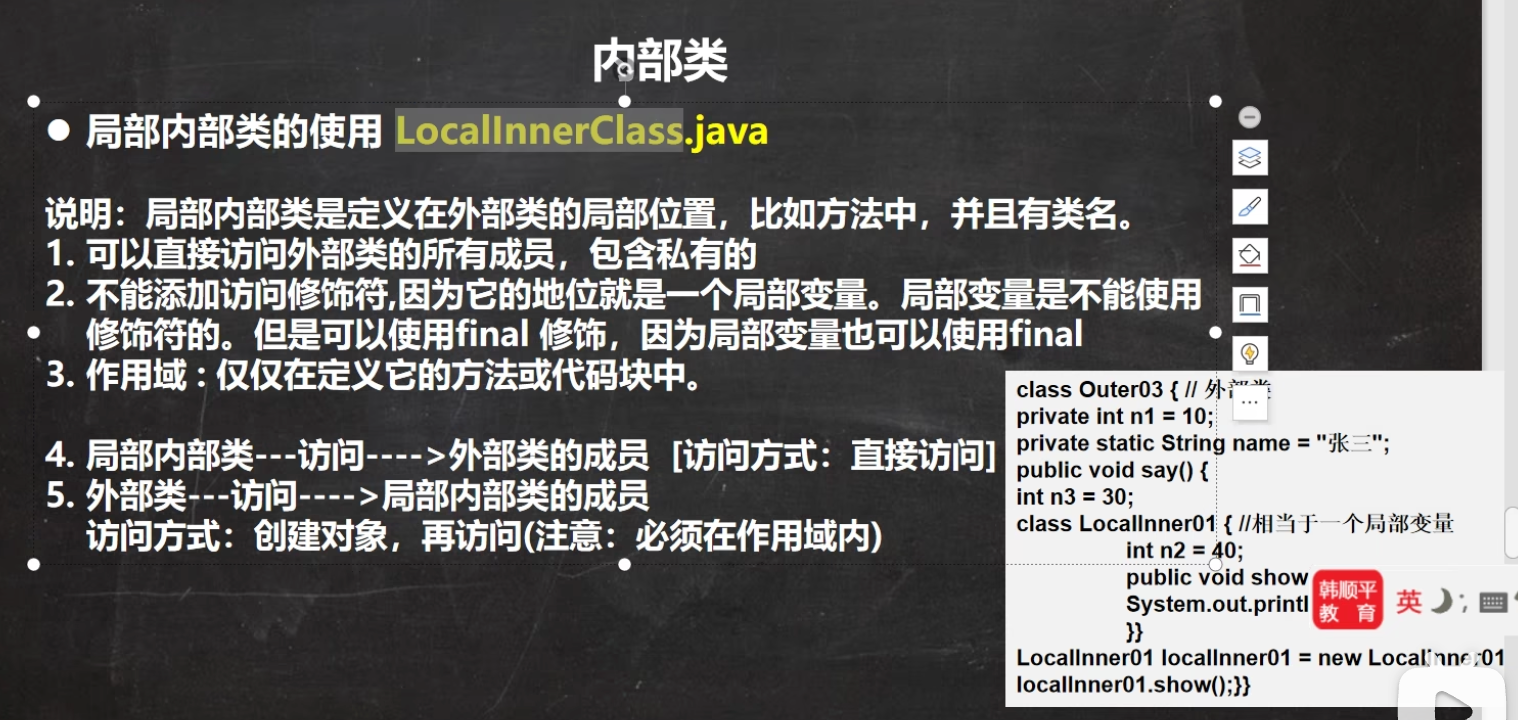 内部类
● 局部内部类的使用 LocalInnerClass.java
说明：局部内部类是定义在外部类的局部位置，比如方法中，并且有类名。
1. 可以直接访问外部类的所有成员，包含私有的
2. 不能添加访问修饰符,因为它的地位就是一个局部变量。局部变量是不能使用
修饰符的。但是可以使用final 修饰，因为局部变量也可以使用final
3. 作用域 : 仅仅在定义它的方法或代码块中。
4. 局部内部类---访问---->外部类的成员 [访问方式：直接访问]
5. 外部类---访问---->局部内部类的成员
访问方式：创建对象，再访问(注意：必须在作用域内)
class Outer03 { // 外部类
private int n1 = 10;
private static String name = "张三";
public void say() {
int n3 = 30;
class LocalInner01 { //相当于一个局部变量
int n2 = 40;
public void show
System.out.printl
}}
LocalInner01 localInner01 = new LocalInner01
localInner01.show();}}
韩顺平
教 育
英